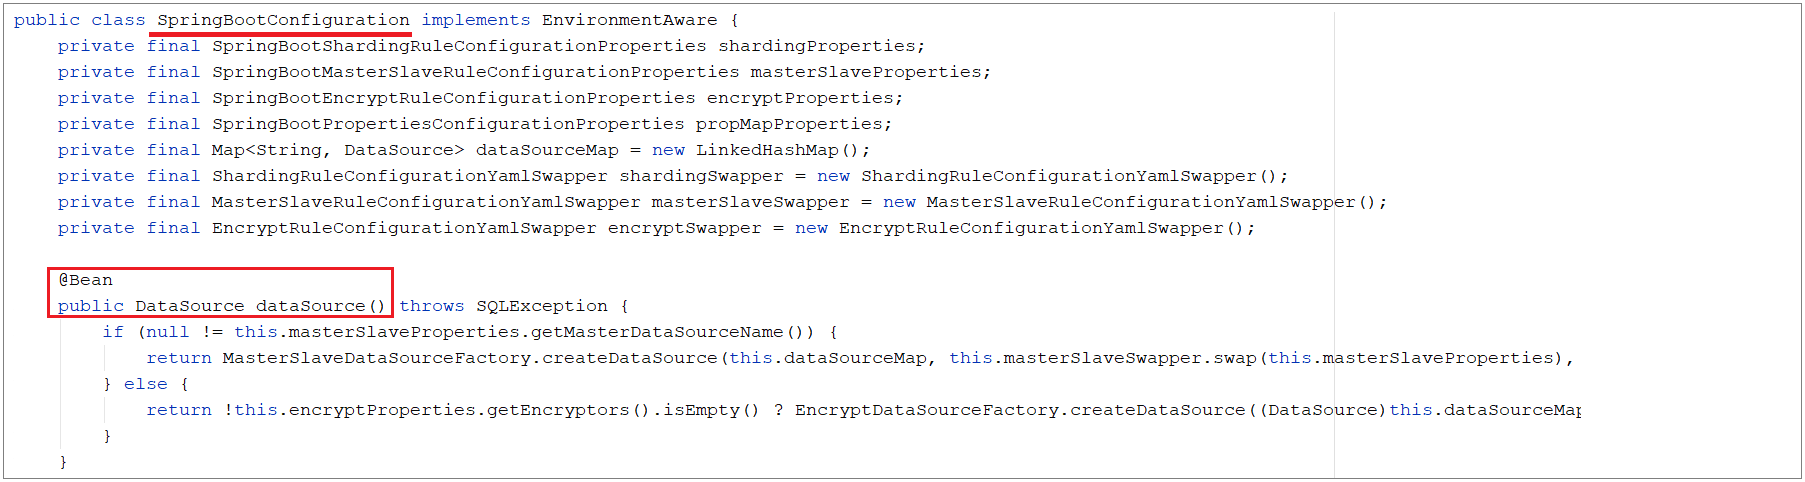 public class SpringBootConfiguration implements EnvironmentAware {
    private final SpringBootShardingRuleConfigurationProperties shardingProperties;
    private final SpringBootMasterSlaveRuleConfigurationProperties masterSlaveProperties;
    private final SpringBootEncryptRuleConfigurationProperties encryptProperties;
    private final SpringBootPropertiesConfigurationProperties propMapProperties;
    private final Map<String, DataSource> dataSourceMap = new LinkedHashMap();
    private final ShardingRuleConfigurationYamlSwapper shardingSwapper = new ShardingRuleConfigurationYamlSwapper();
    private final MasterSlaveRuleConfigurationYamlSwapper masterSlaveSwapper = new MasterSlaveRuleConfigurationYamlSwapper();
    private final EncryptRuleConfigurationYamlSwapper encryptSwapper = new EncryptRuleConfigurationYamlSwapper();

    @Bean
    public DataSource dataSource() throws SQLException {
        if (null != this.masterSlaveProperties.getMasterDataSourceName()) {
            return MasterSlaveDataSourceFactory.createDataSource(this.dataSourceMap, this.masterSlaveSwapper.swap(this.masterSlaveProperties),
        } else {
            return !this.encryptProperties.getEncryptors().isEmpty() ? EncryptDataSourceFactory.createDataSource((DataSource)this.dataSourceMap
        }
    }